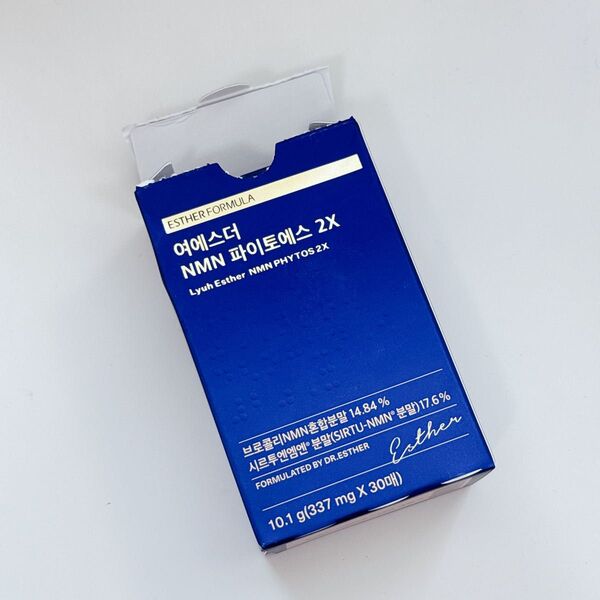 ESTHER FORMULA
여에스더
NMN 파이토에스 2X
Lyuh Esther NMN PHYTOS 2X
브로콜리NMN혼합분말 14.84 %
시르투엔엠엔® 분말(SIRTU-NMN® 분말)17.6 %
FORMULATED BY DR.ESTHER
Esther
10.1 g(337 mg X 30매)